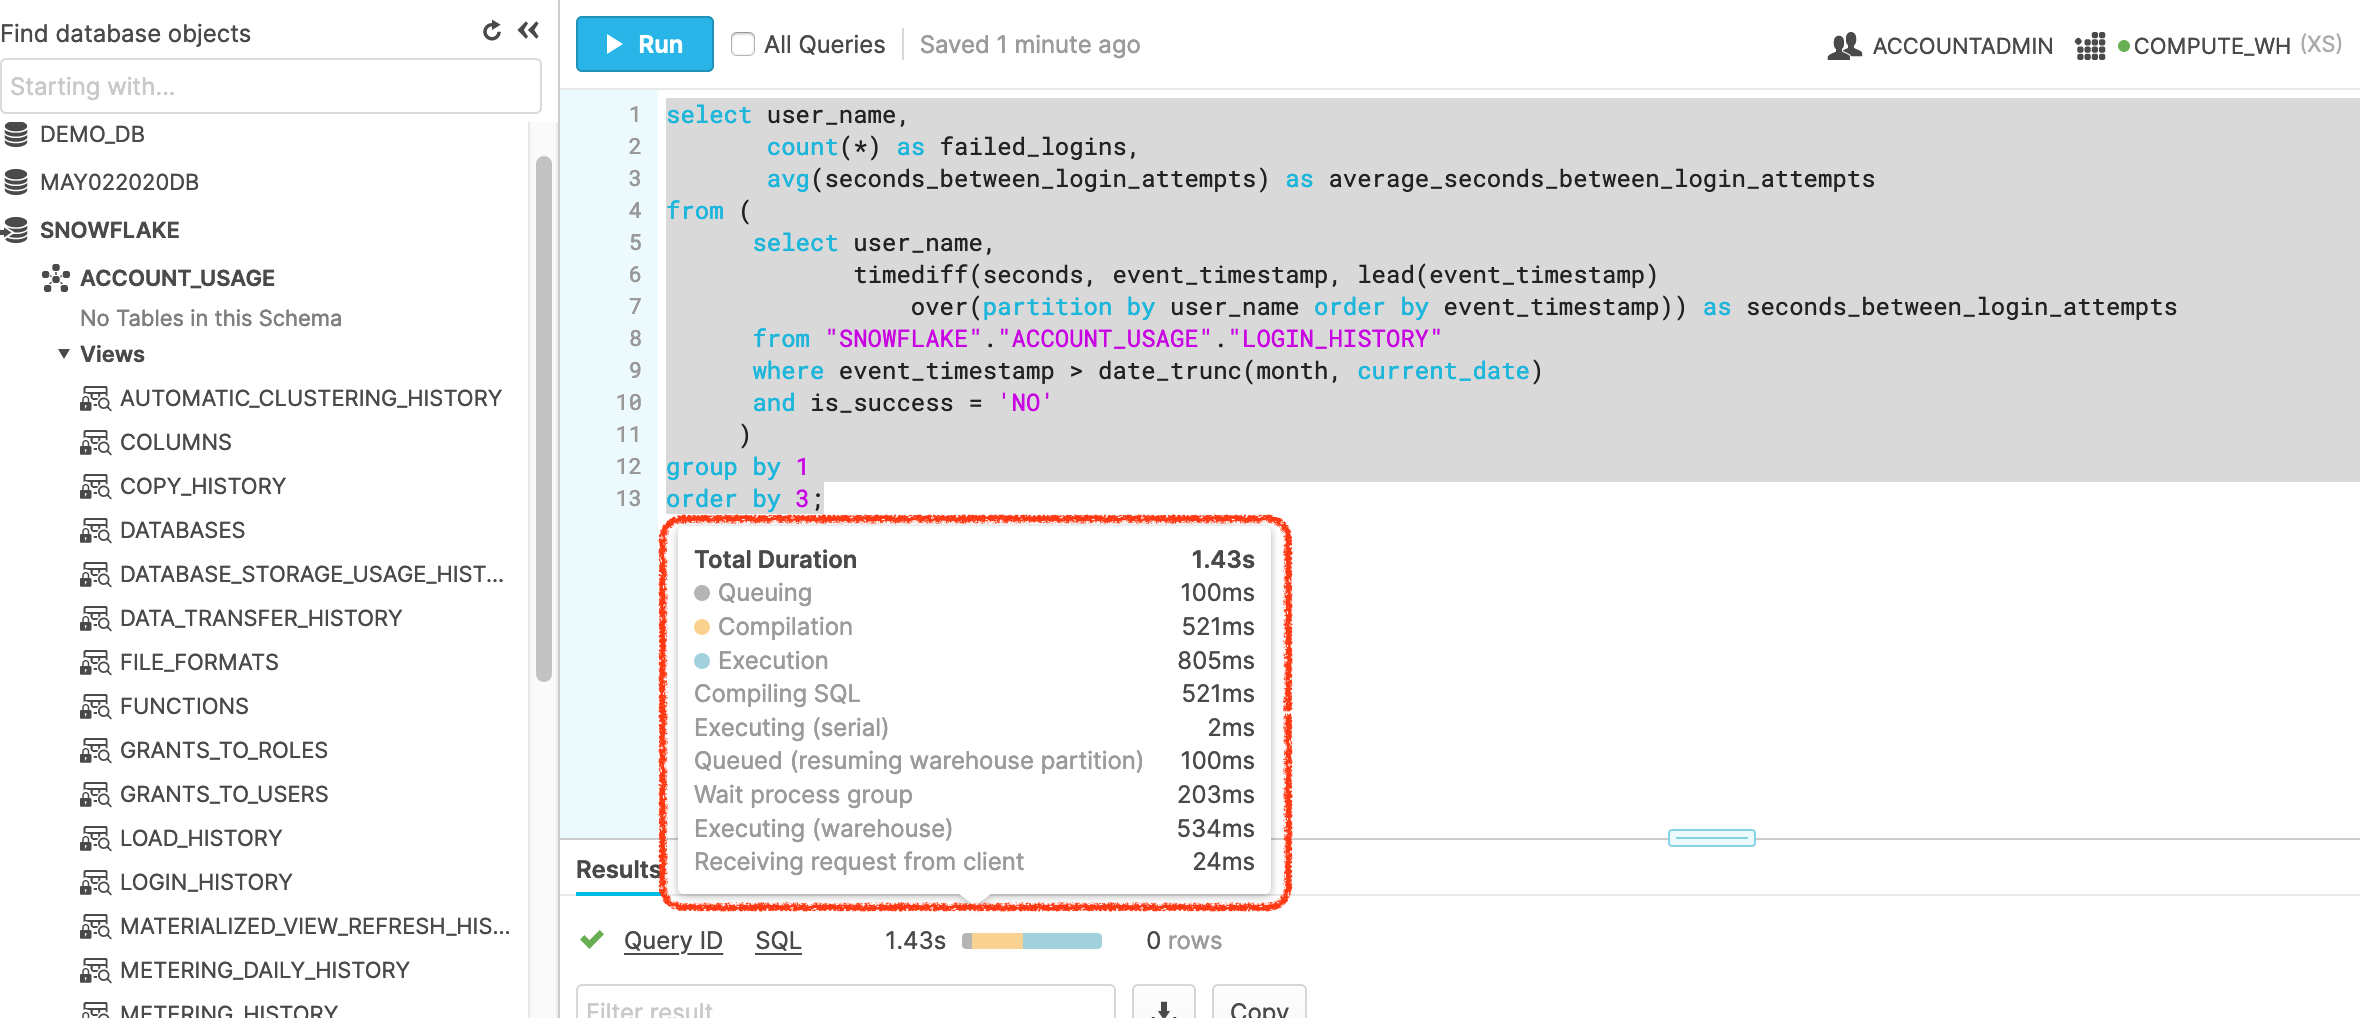 Find database objects
Starting with...
DEMO_DB
MAY022020DB
SNOWFLAKE
ACCOUNT_USAGE
No Tables in this Schema
Views
AUTOMATIC_CLUSTERING_HISTORY
COLUMNS
COPY_HISTORY
DATABASES
DATABASE_STORAGE_USAGE_HIST...
DATA_TRANSFER_HISTORY
FILE_FORMATS
FUNCTIONS
GRANTS_TO_ROLES
GRANTS_TO_USERS
LOAD_HISTORY
LOGIN_HISTORY
MATERIALIZED_VIEW_REFRESH_HIS...
METERING_DAILY_HISTORY
METERING_HISTORY
Run All Queries Saved 1 minute ago ACCOUNTADMIN COMPUTE_WH (XS)
1 select user_name,
2 count(*) as failed_logins,
3 avg(seconds_between_login_attempts) as average_seconds_between_login_attempts
4 from (
5 select user_name,
6 timediff(seconds, event_timestamp, lead(event_timestamp)
7 over(partition by user_name order by event_timestamp)) as seconds_between_login_attempts
8 from "SNOWFLAKE"."ACCOUNT_USAGE"."LOGIN_HISTORY"
9 where event_timestamp > date_trunc(month, current_date)
10 and is_success = 'NO'
11 )
12 group by 1
13 order by 3;
Total Duration 1.43s
Queuing 100ms
Compilation 521ms
Execution 805ms
Compiling SQL 521ms
Executing (serial) 2ms
Queued (resuming warehouse partition) 100ms
Wait process group 203ms
Executing (warehouse) 534ms
Receiving request from client 24ms
Results
Query ID SQL 1.43s 0 rows
Filter result... Copy